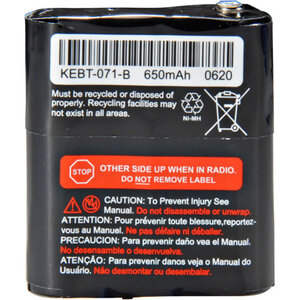 KEBT-071-B 650mAh 0620
Must be recycled or disposed of
properly. Recycling facilities may
not exist in all areas.
Ni-MH
STOP
OTHER SIDE UP WHEN IN RADIO.
DO NOT REMOVE LABEL
CAUTION: To Prevent Injury See
Manual. Do not disassemble or unwrap.
ATTENTION: Pour prévenir toute blessure,reportez-
vous au Manuel. Ne pas défaire ni déballer.
PRECAUTION: Para prevenir daño vea el Manual
No desensamble o desenvuelva.
ATENÇÃO: Para prevenir dano veja o Manual do
Usuário. Não desmontar ou desembalar.